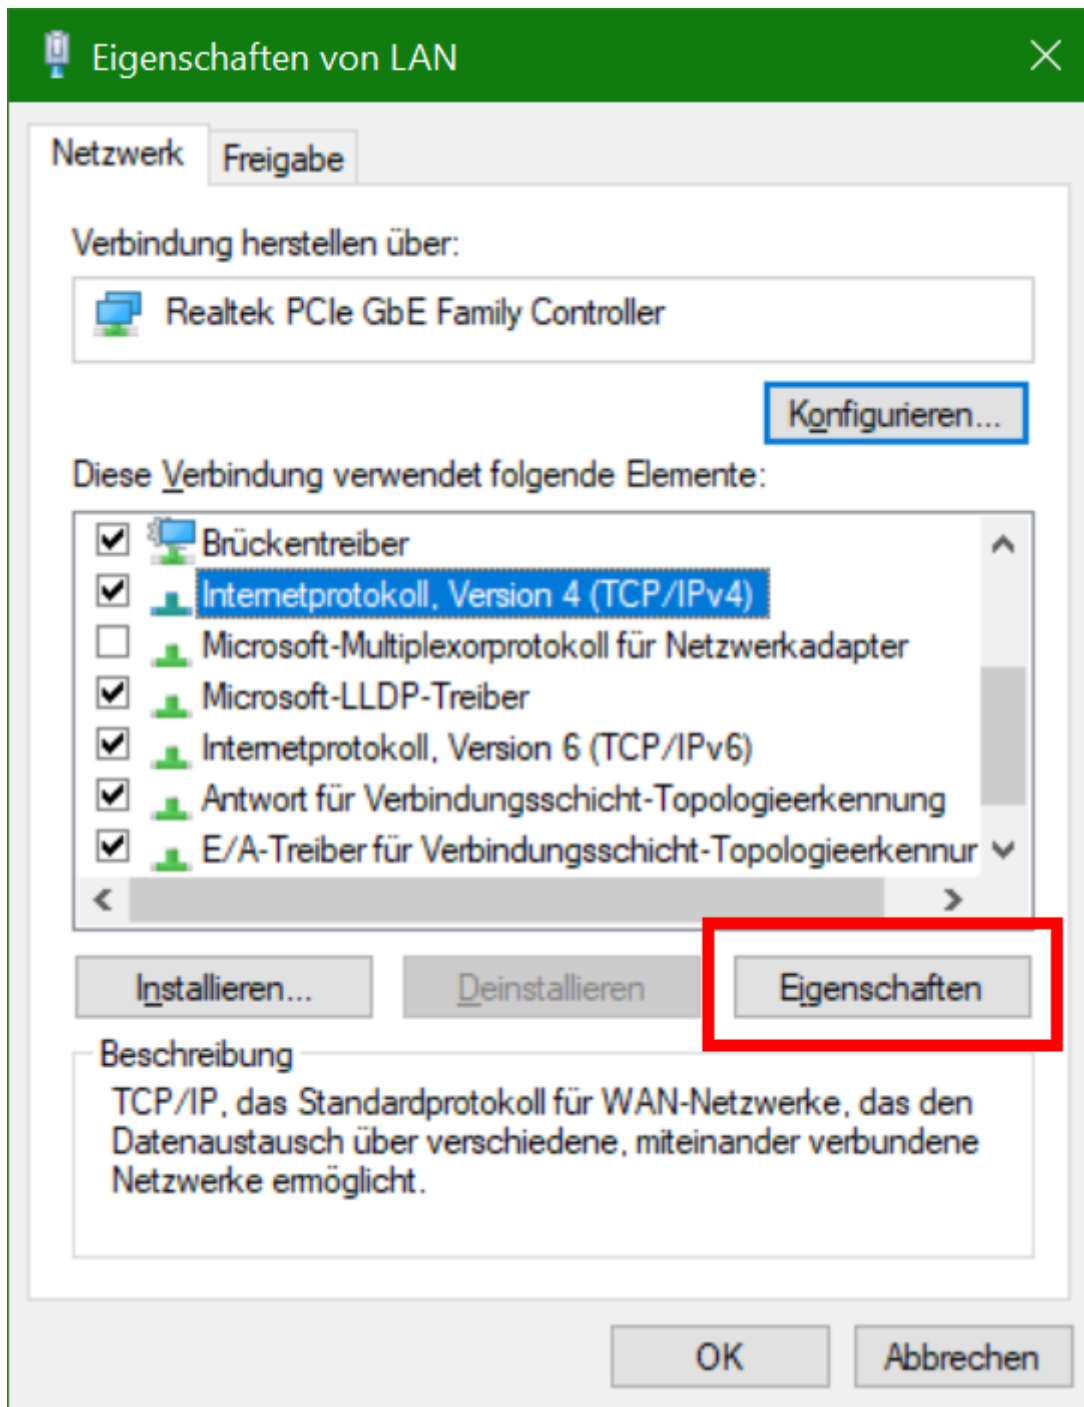 Eigenschaften von LAN
Netzwerk
Freigabe
Verbindung herstellen über:
Realtek PCIe GbE Family Controller
Konfigurieren...
Diese Verbindung verwendet folgende Elemente:
Brückentreiber
Internetprotokoll, Version 4 (TCP/IPv4)
Microsoft-Multiplexorprotokoll für Netzwerkadapter
Microsoft-LLDP-Treiber
Internetprotokoll, Version 6 (TCP/IPv6)
Antwort für Verbindungsschicht-Topologieerkennung
E/A-Treiber für Verbindungsschicht-Topologieerkennur
Installieren...
Deinstallieren
Eigenschaften
Beschreibung
TCP/IP, das Standardprotokoll für WAN-Netzwerke, das den
Datenaustausch über verschiedene, miteinander verbundene
Netzwerke ermöglicht.
OK
Abbrechen